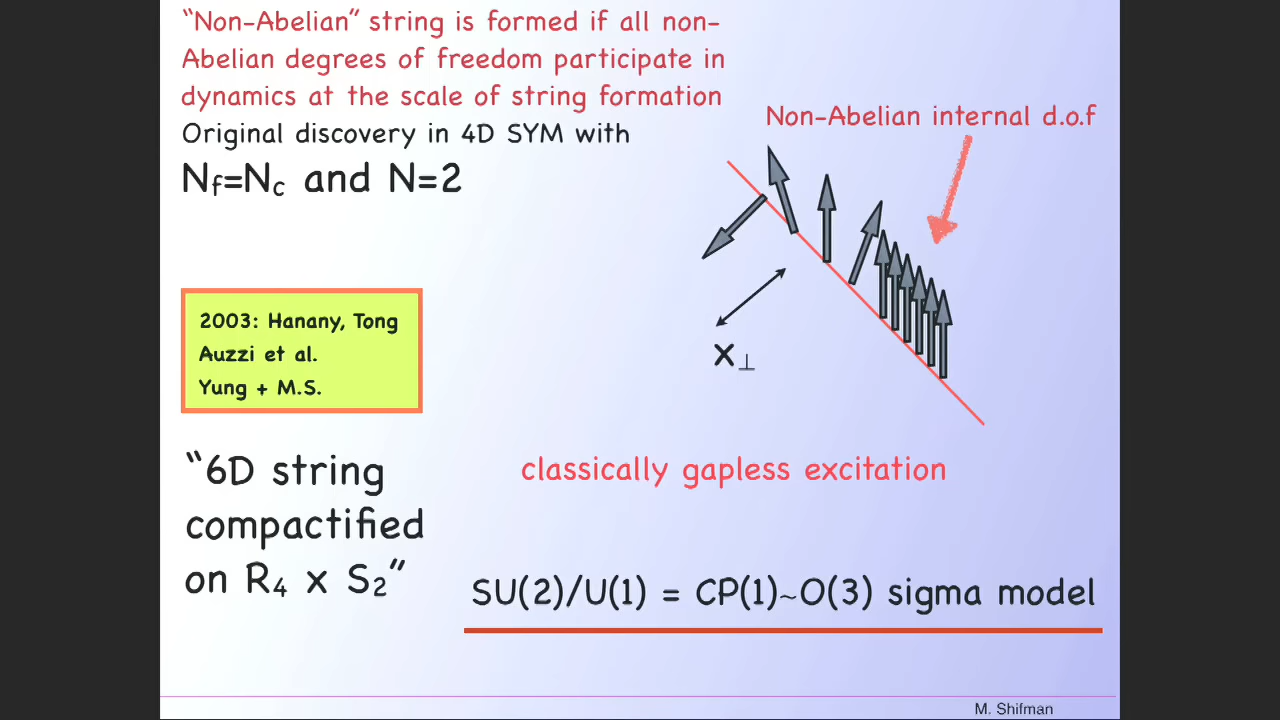 “Non-Abelian” string is formed if all non-
Abelian degrees of freedom participate in
dynamics at the scale of string formation
Original discovery in 4D SYM with
Nf=Nc and N=2
Non-Abelian internal d.o.f
X⊥
2003: Hanany, Tong
Auzzi et al.
Yung + M.S.
“6D string
compactified
on R4 x S2”
classically gapless excitation
SU(2)/U(1) = CP(1)~O(3) sigma model
M. Shifman